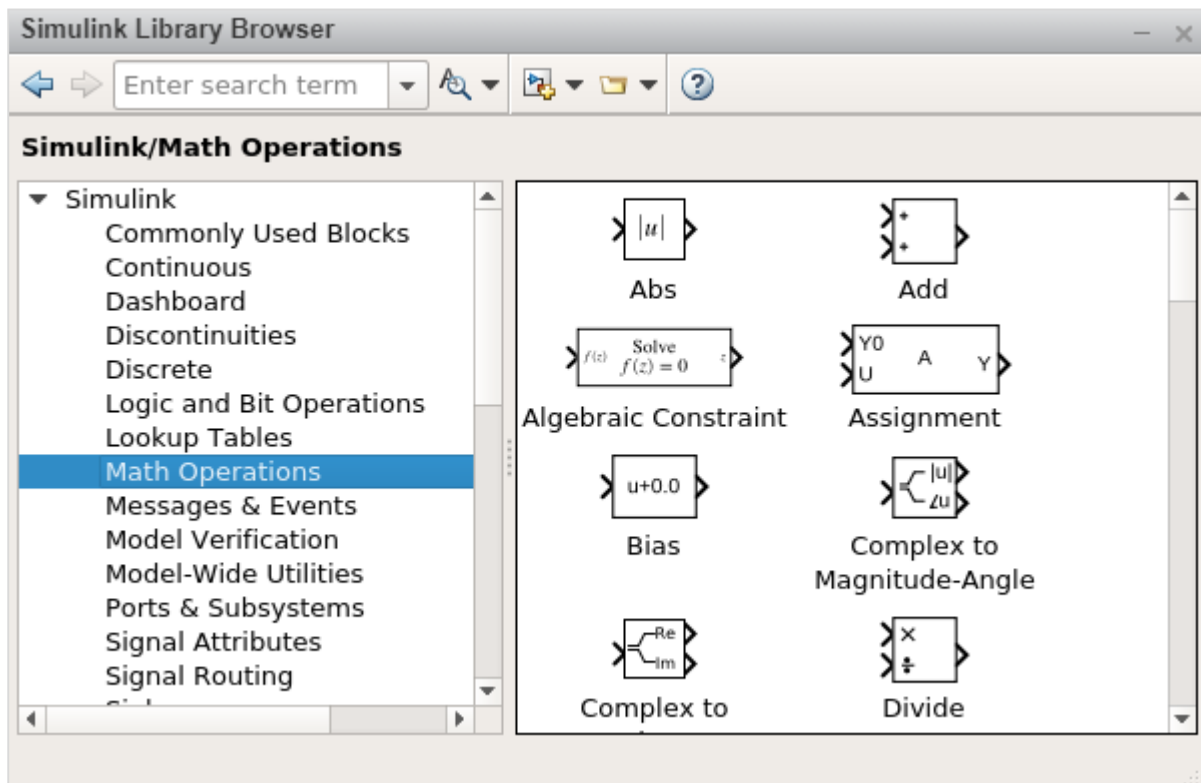 Simulink Library Browser
Enter search term
Simulink/Math Operations
Simulink
Commonly Used Blocks
Continuous
Dashboard
Discontinuities
Discrete
Logic and Bit Operations
Lookup Tables
Math Operations
Messages & Events
Model Verification
Model-Wide Utilities
Ports & Subsystems
Signal Attributes
Signal Routing
|u|
Abs
+
+
Add
f(z) Solve z
f(z) = 0
Algebraic Constraint
Y0 A Y
U
Assignment
u+0.0
Bias
|u|
∠u
Complex to
Magnitude-Angle
Re
Im
Complex to
×
÷
Divide